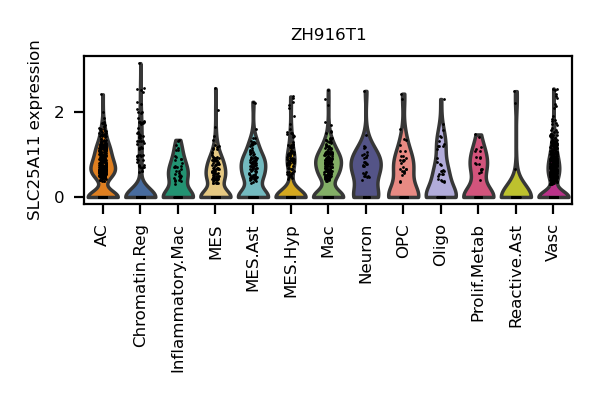 ZH916T1
SLC25A11 expression
2
0
AC
Chromatin.Reg
Inflammatory.Mac
MES
MES.Ast
MES.Hyp
Mac
Neuron
OPC
Oligo
Prolif.Metab
Reactive.Ast
Vasc